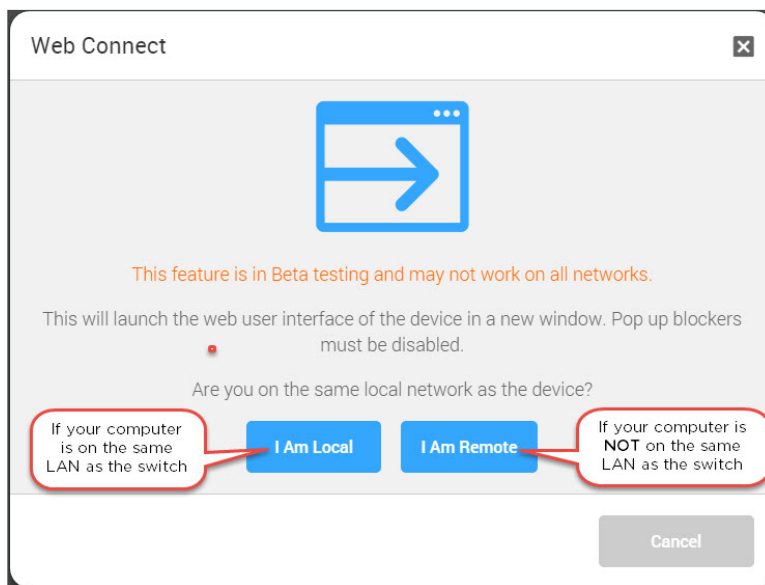 Web Connect
This feature is in Beta testing and may not work on all networks.
This will launch the web user interface of the device in a new window. Pop up blockers
must be disabled.
Are you on the same local network as the device?
If your computer
is on the same
LAN as the switch
I Am Local
I Am Remote
If your computer is
NOT on the same
LAN as the switch
Cancel